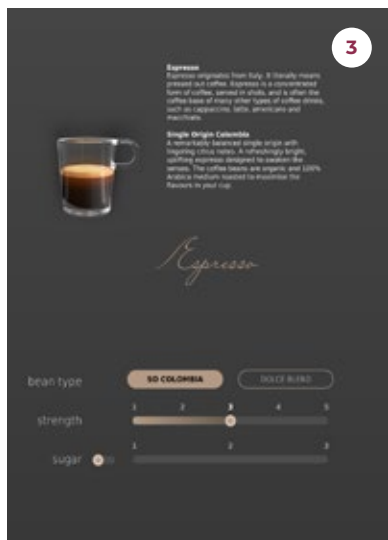 3
Espresso
Espresso originates from Italy. It literally means
pressed out coffee. Espresso is a concentrated
form of coffee, served in shots, and is often the
coffee base of many other types of coffee drinks,
such as cappuccino, latte, americano and
macchiato.
Single Origin Colombia
A remarkably balanced single origin with
lingering citrus notes. A refreshingly bright,
uplifting espresso designed to awaken the
senses. The coffee beans are organic and 100%
Arabica medium roasted to maximise the
flavours in your cup.
Espresso
bean type SO COLOMBIA DOLCE BLEND
1 2 3 4 5
strength
1 2 3
sugar